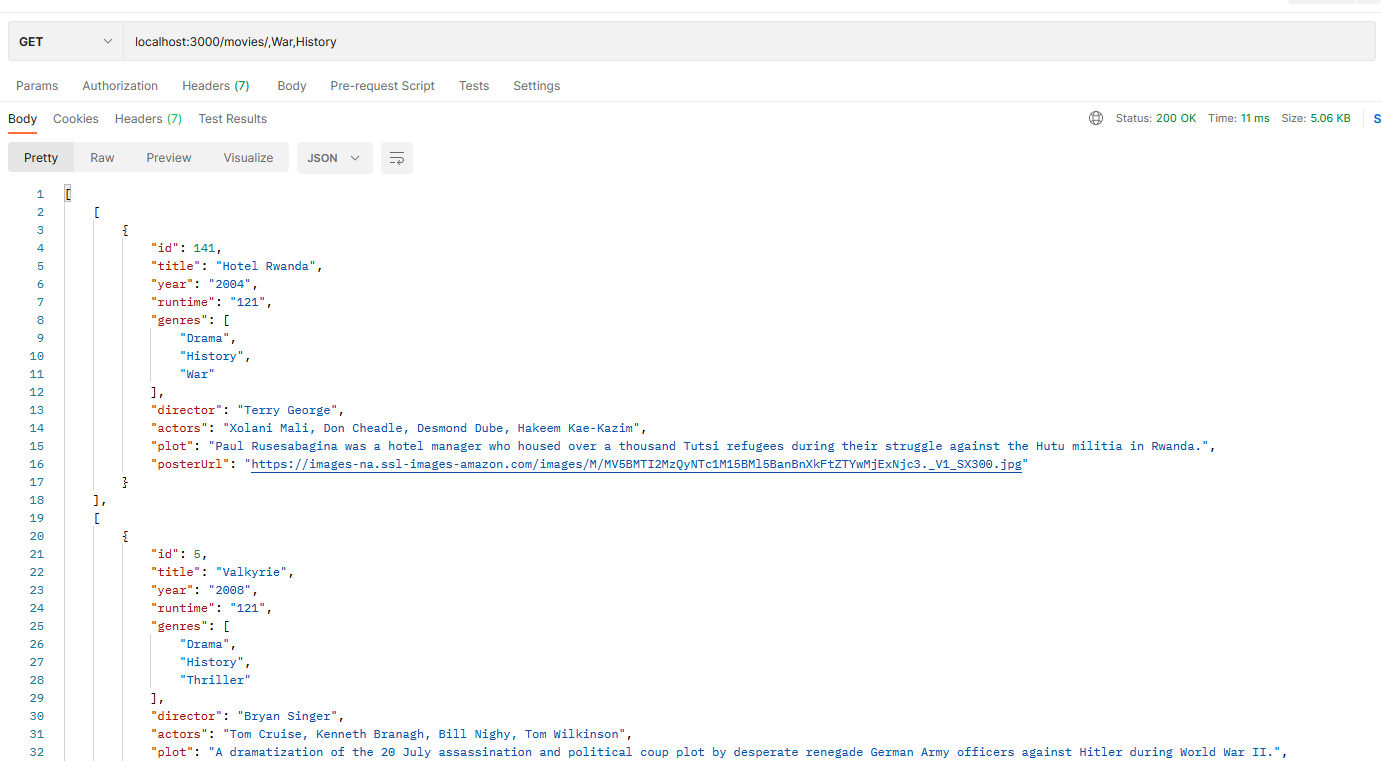 GET localhost:3000/movies/,War,History
Params Authorization Headers (7) Body Pre-request Script Tests Settings
Body Cookies Headers (7) Test Results Status: 200 OK Time: 11 ms Size: 5.06 KB S
Pretty Raw Preview Visualize JSON
1 [
2 [
3 {
4 "id": 141,
5 "title": "Hotel Rwanda",
6 "year": "2004",
7 "runtime": "121",
8 "genres": [
9 "Drama",
10 "History",
11 "War"
12 ],
13 "director": "Terry George",
14 "actors": "Xolani Mali, Don Cheadle, Desmond Dube, Hakeem Kae-Kazim",
15 "plot": "Paul Rusesabagina was a hotel manager who housed over a thousand Tutsi refugees during their struggle against the Hutu militia in Rwanda.",
16 "posterUrl": "https://images-na.ssl-images-amazon.com/images/M/MV5BMTI2MzQyNTc1M15BMl5BanBnXkFtZTYwMjExNjc3._V1_SX300.jpg"
17 }
18 ],
19 [
20 {
21 "id": 5,
22 "title": "Valkyrie",
23 "year": "2008",
24 "runtime": "121",
25 "genres": [
26 "Drama",
27 "History",
28 "Thriller"
29 ],
30 "director": "Bryan Singer",
31 "actors": "Tom Cruise, Kenneth Branagh, Bill Nighy, Tom Wilkinson",
32 "plot": "A dramatization of the 20 July assassination and political coup plot by desperate renegade German Army officers against Hitler during World War II.",